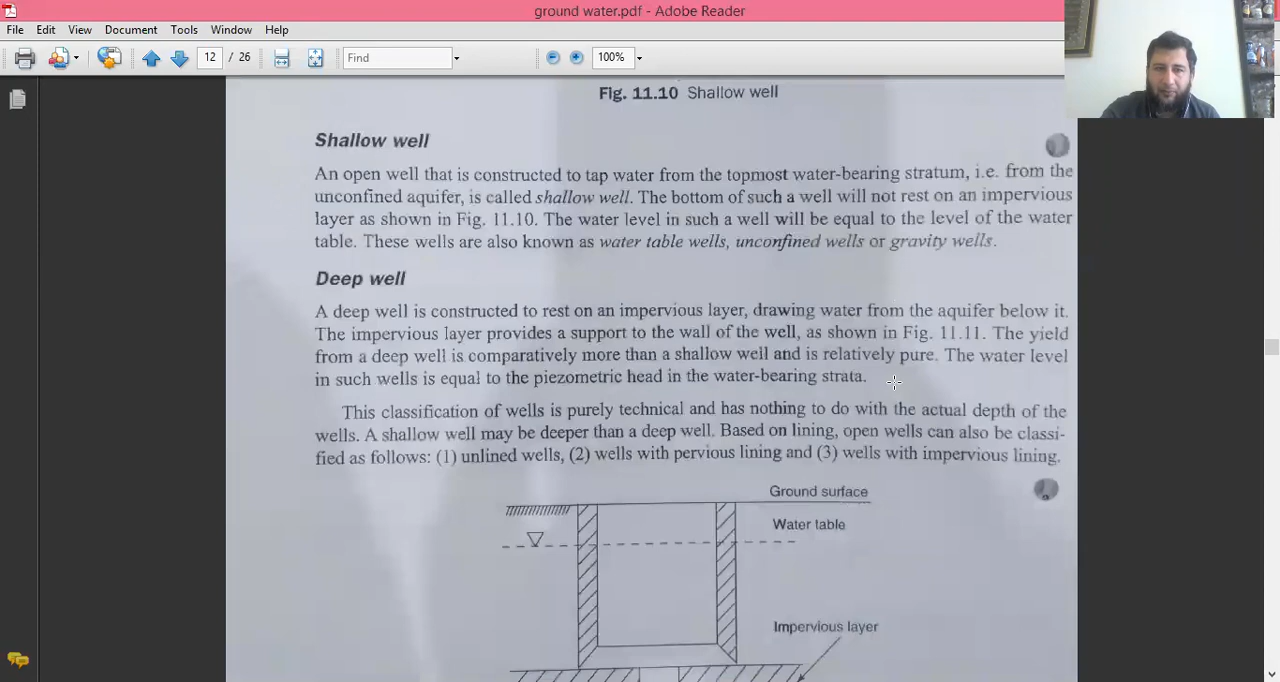 ground water.pdf - Adobe Reader
File Edit View Document Tools Window Help
12 / 26 Find 100%
Fig. 11.10 Shallow well
Shallow well
An open well that is constructed to tap water from the topmost water-bearing stratum, i.e. from the
unconfined aquifer, is called shallow well. The bottom of such a well will not rest on an impervious
layer as shown in Fig. 11.10. The water level in such a well will be equal to the level of the water
table. These wells are also known as water table wells, unconfined wells or gravity wells.
Deep well
A deep well is constructed to rest on an impervious layer, drawing water from the aquifer below it.
The impervious layer provides a support to the wall of the well, as shown in Fig. 11.11. The yield
from a deep well is comparatively more than a shallow well and is relatively pure. The water level
in such wells is equal to the piezometric head in the water-bearing strata.
This classification of wells is purely technical and has nothing to do with the actual depth of the
wells. A shallow well may be deeper than a deep well. Based on lining, open wells can also be classi-
fied as follows: (1) unlined wells, (2) wells with pervious lining and (3) wells with impervious lining.
Ground surface
Water table
Impervious layer